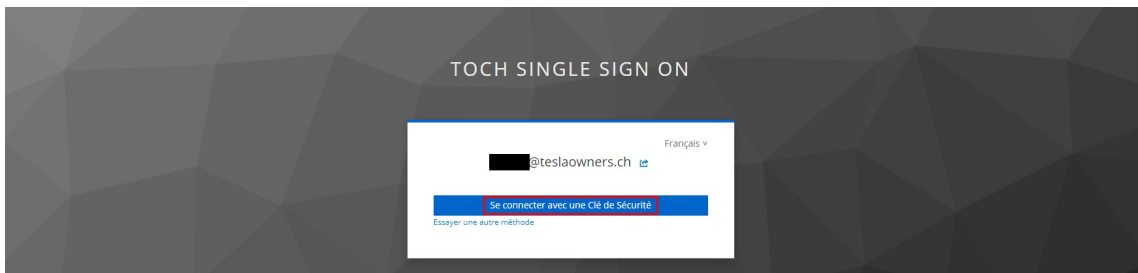 TOCH SINGLE SIGN ON
Français ˅
@teslaowners.ch
Se connecter avec une Clé de Sécurité
Essayer une autre méthode